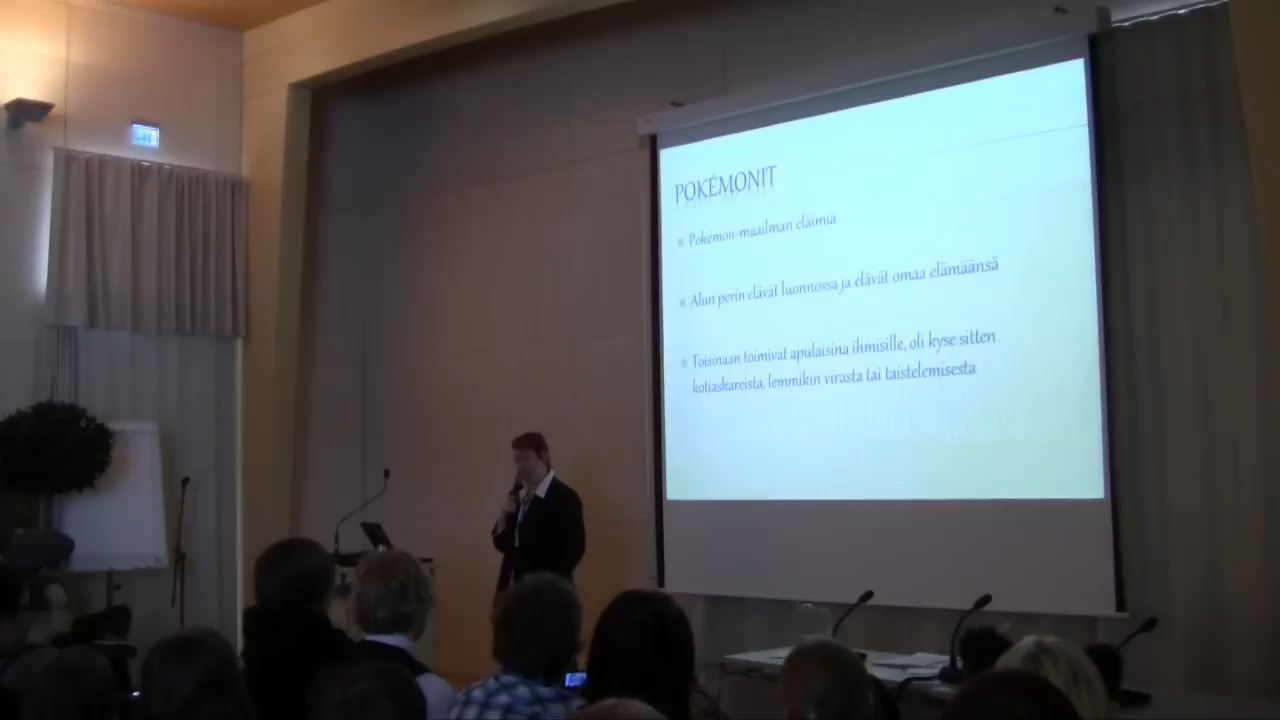 POKÉMONIT
Pokémon-maailman eläimiä
Alun perin elävät luonnossa ja elävät omaa elämäänsä
Toisinaan toimivat apulaisina ihmisille, oli kyse sitten
kotiaskareista, lemmikin virasta tai taistelemisesta